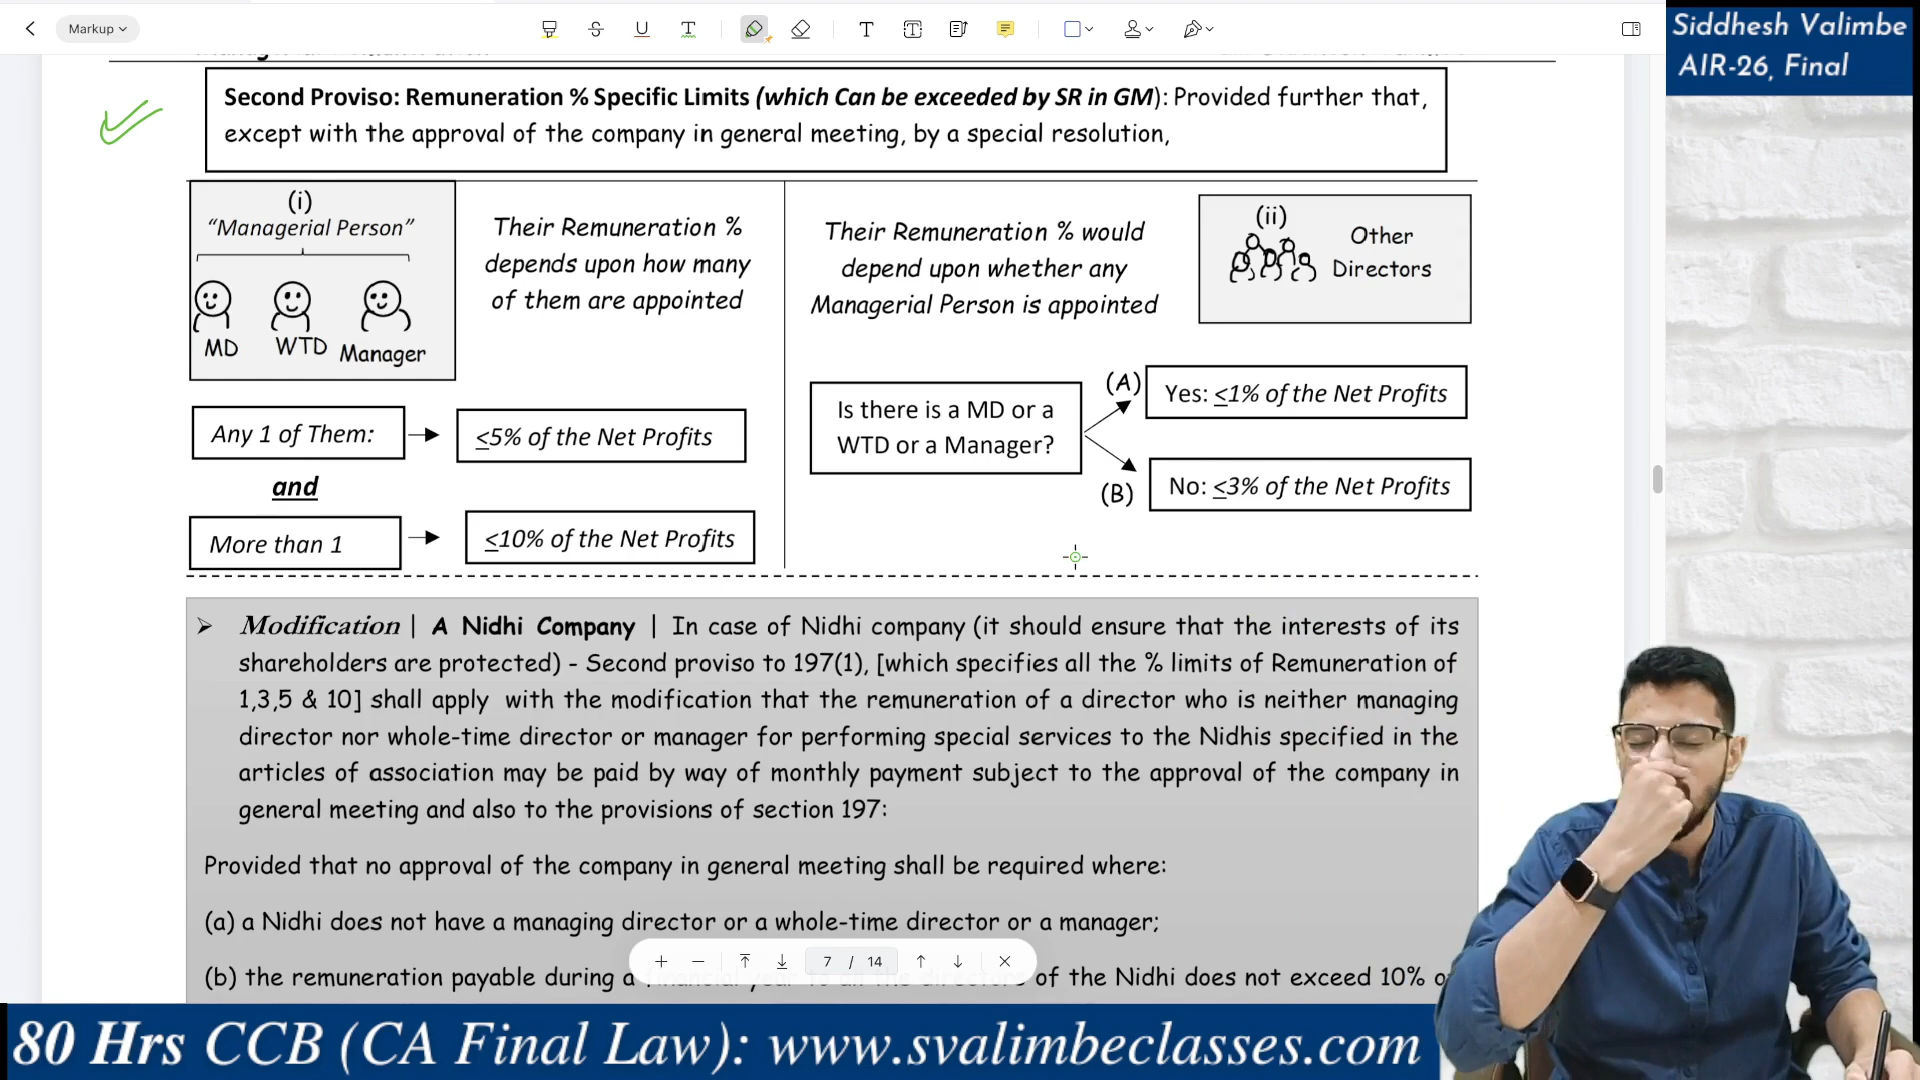 Markup
Siddhesh Valimbe
AIR-26, Final
Second Proviso: Remuneration % Specific Limits (which Can be exceeded by SR in GM): Provided further that,
except with the approval of the company in general meeting, by a special resolution,
(i)
“Managerial Person”
MD WTD Manager
Their Remuneration %
depends upon how many
of them are appointed
Their Remuneration % would
depend upon whether any
Managerial Person is appointed
(ii)
Other
Directors
Any 1 of Them:
≤5% of the Net Profits
and
More than 1
≤10% of the Net Profits
Is there is a MD or a
WTD or a Manager?
(A)
Yes: ≤1% of the Net Profits
(B)
No: ≤3% of the Net Profits
➢ Modification | A Nidhi Company | In case of Nidhi company (it should ensure that the interests of its
shareholders are protected) - Second proviso to 197(1), [which specifies all the % limits of Remuneration of
1,3,5 & 10] shall apply with the modification that the remuneration of a director who is neither managing
director nor whole-time director or manager for performing special services to the Nidhis specified in the
articles of association may be paid by way of monthly payment subject to the approval of the company in
general meeting and also to the provisions of section 197:
Provided that no approval of the company in general meeting shall be required where:
(a) a Nidhi does not have a managing director or a whole-time director or a manager;
(b) the remuneration payable during a financial year to all the directors of the Nidhi does not exceed 10%
7 / 14
80 Hrs CCB (CA Final Law): www.svalimbeclasses.com